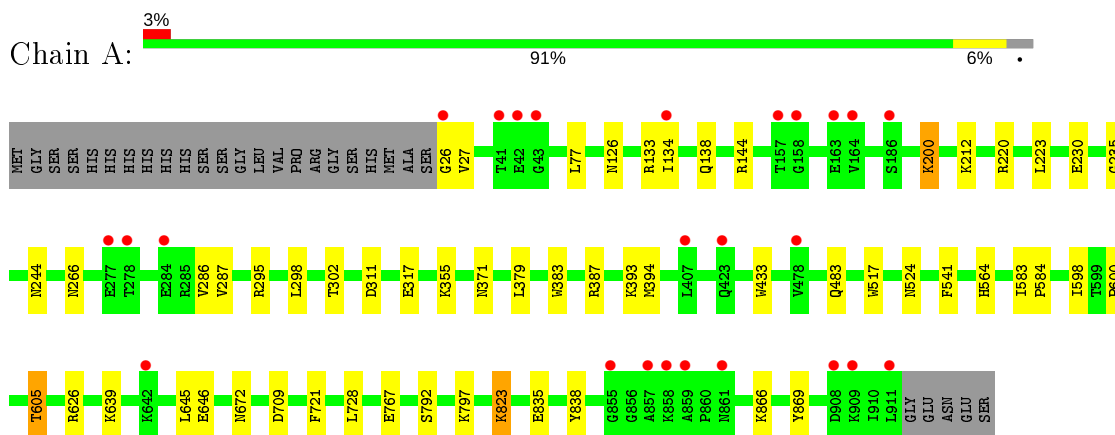 3%
Chain A:
91%
6%
•
MET GLY SER SER HIS HIS HIS HIS HIS HIS SER SER GLY LEU VAL PRO ARG GLY SER HIS MET ALA SER G26 V27 T41 E42 G43 L77 N126 R133 I134 Q138 R144 T157 G158 E163 V164 S186 K200 K212 R220 L223 E230 G235
N244 N266 E277 T278 E284 R285 V286 V287 R295 L298 T302 D311 E317 K355 N371 L379 W383 R387 K393 M394 L407 Q423 W433 V478 Q483 W517 N524 F541 H564 I583 P584 I598 T599 P600
T605 R626 K639 K642 L645 E646 N672 D709 F721 L728 E767 S792 K797 K823 E835 Y838 G855 G856 A857 K858 A859 P860 N861 K866 Y869 D908 K909 I910 L911 GLY GLU ASN GLU SER